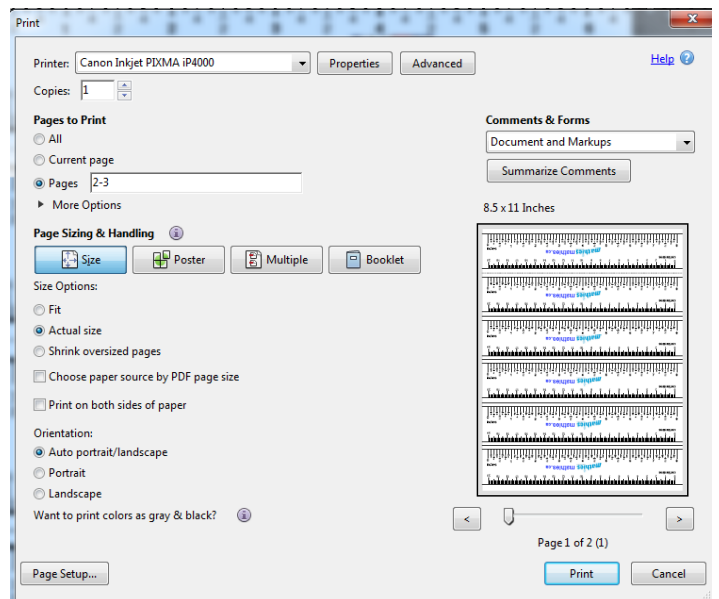 Print
Printer: Canon Inkjet PIXMA iP4000 Properties Advanced Help
Copies: 1
Pages to Print
All
Current page
Pages 2-3
More Options
Page Sizing & Handling
Size Poster Multiple Booklet
Size Options:
Fit
Actual size
Shrink oversized pages
Choose paper source by PDF page size
Print on both sides of paper
Orientation:
Auto portrait/landscape
Portrait
Landscape
Want to print colors as gray & black?
Page Setup...
Comments & Forms
Document and Markups
Summarize Comments
8.5 x 11 Inches
< >
Page 1 of 2 (1)
Print Cancel